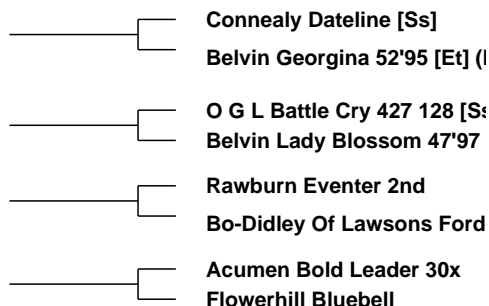 Connealy Dateline [Ss]
Belvin Georgina 52'95 [Et] (
O G L Battle Cry 427 128 [Ss
Belvin Lady Blossom 47'97
Rawburn Eventer 2nd
Bo-Didley Of Lawsons Ford
Acumen Bold Leader 30x
Flowerhill Bluebell